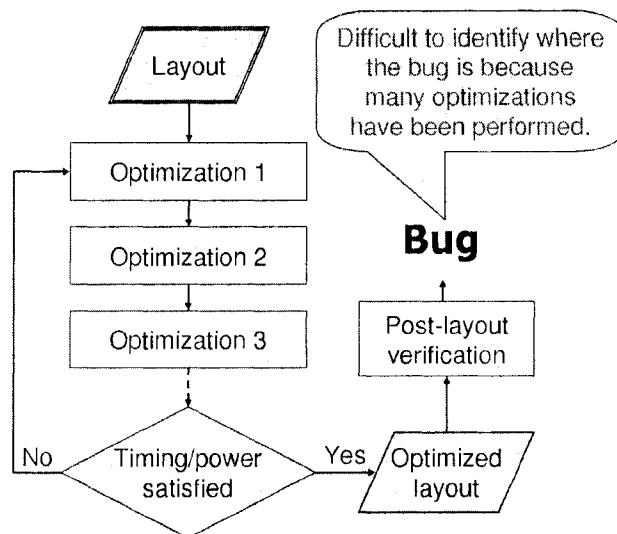 Layout
Optimization 1
Optimization 2
Optimization 3
Timing/power
satisfied
No
Yes
Optimized
layout
Post-layout
verification
Bug
Difficult to identify where
the bug is because
many optimizations
have been performed.